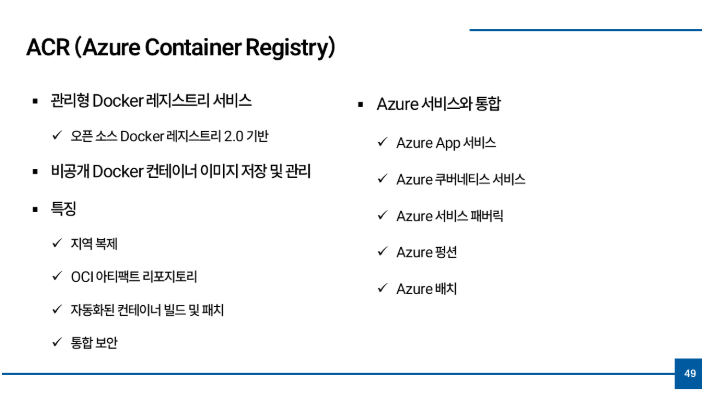 ACR (Azure Container Registry)
▪ 관리형 Docker 레지스트리 서비스
✓ 오픈 소스 Docker 레지스트리 2.0 기반
▪ 비공개 Docker 컨테이너 이미지 저장 및 관리
▪ 특징
✓ 지역 복제
✓ OCI 아티팩트 리포지토리
✓ 자동화된 컨테이너 빌드 및 패치
✓ 통합 보안
▪ Azure 서비스와 통합
✓ Azure App 서비스
✓ Azure 쿠버네티스 서비스
✓ Azure 서비스 패버릭
✓ Azure 펑션
✓ Azure 배치
49